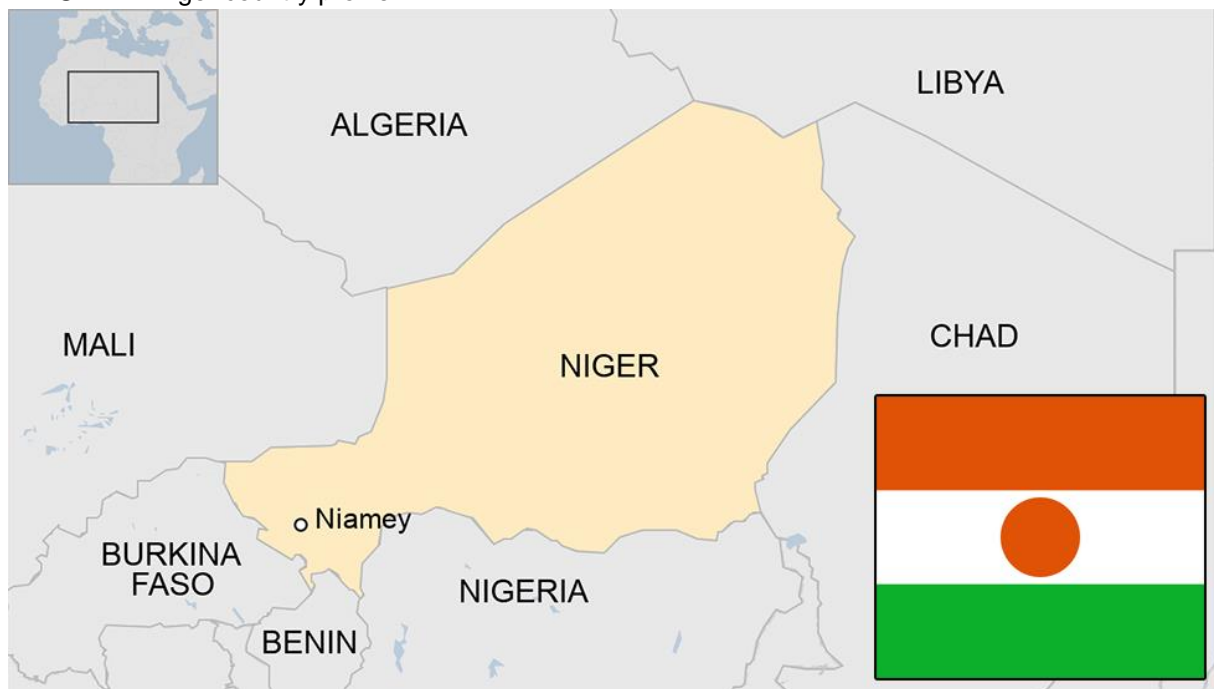 LIBYA
ALGERIA
MALI
NIGER
CHAD
Niamey
BURKINA
FASO
NIGERIA
BENIN